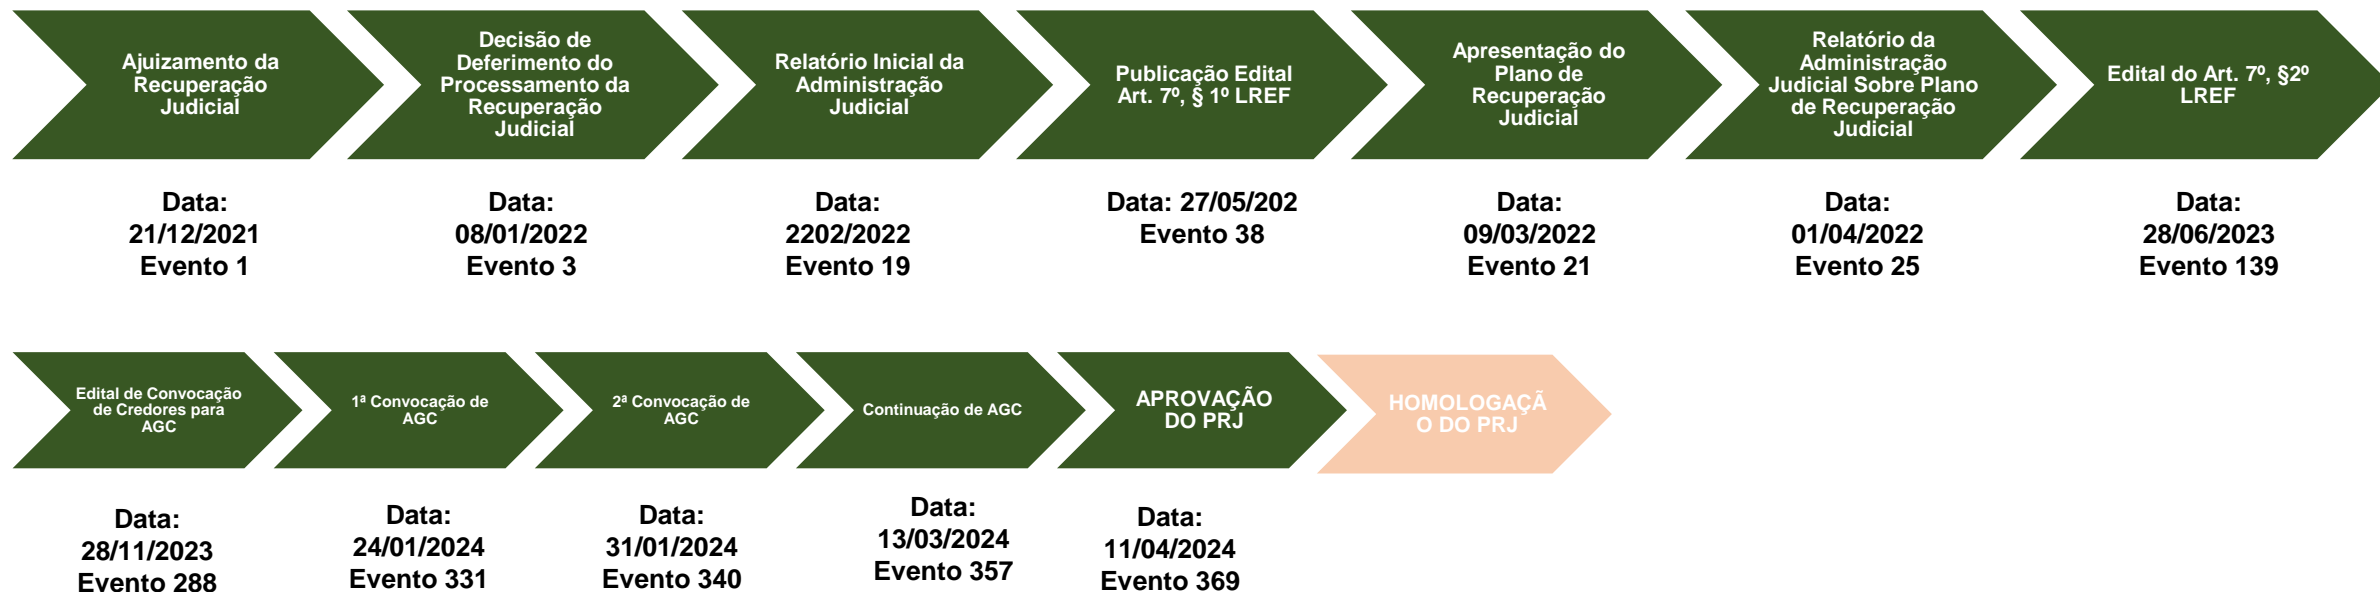 Ajuizamento da
Recuperação
Judicial
Decisão de
Deferimento do
Processamento da
Recuperação
Judicial
Relatório Inicial da
Administração
Judicial
Publicação Edital
Art. 7º, § 1º LREF
Apresentação do
Plano de
Recuperação
Judicial
Relatório da
Administração
Judicial Sobre Plano
de Recuperação
Judicial
Edital do Art. 7º, §2º
LREF
Data:
21/12/2021
Evento 1
Data:
08/01/2022
Evento 3
Data:
2202/2022
Evento 19
Data: 27/05/202
Evento 38
Data:
09/03/2022
Evento 21
Data:
01/04/2022
Evento 25
Data:
28/06/2023
Evento 139
Edital de Convocação
de Credores para
AGC
1ª Convocação de
AGC
2ª Convocação de
AGC
Continuação de AGC
APROVAÇÃO
DO PRJ
HOMOLOGAÇÃ
O DO PRJ
Data:
28/11/2023
Evento 288
Data:
24/01/2024
Evento 331
Data:
31/01/2024
Evento 340
Data:
13/03/2024
Evento 357
Data:
11/04/2024
Evento 369